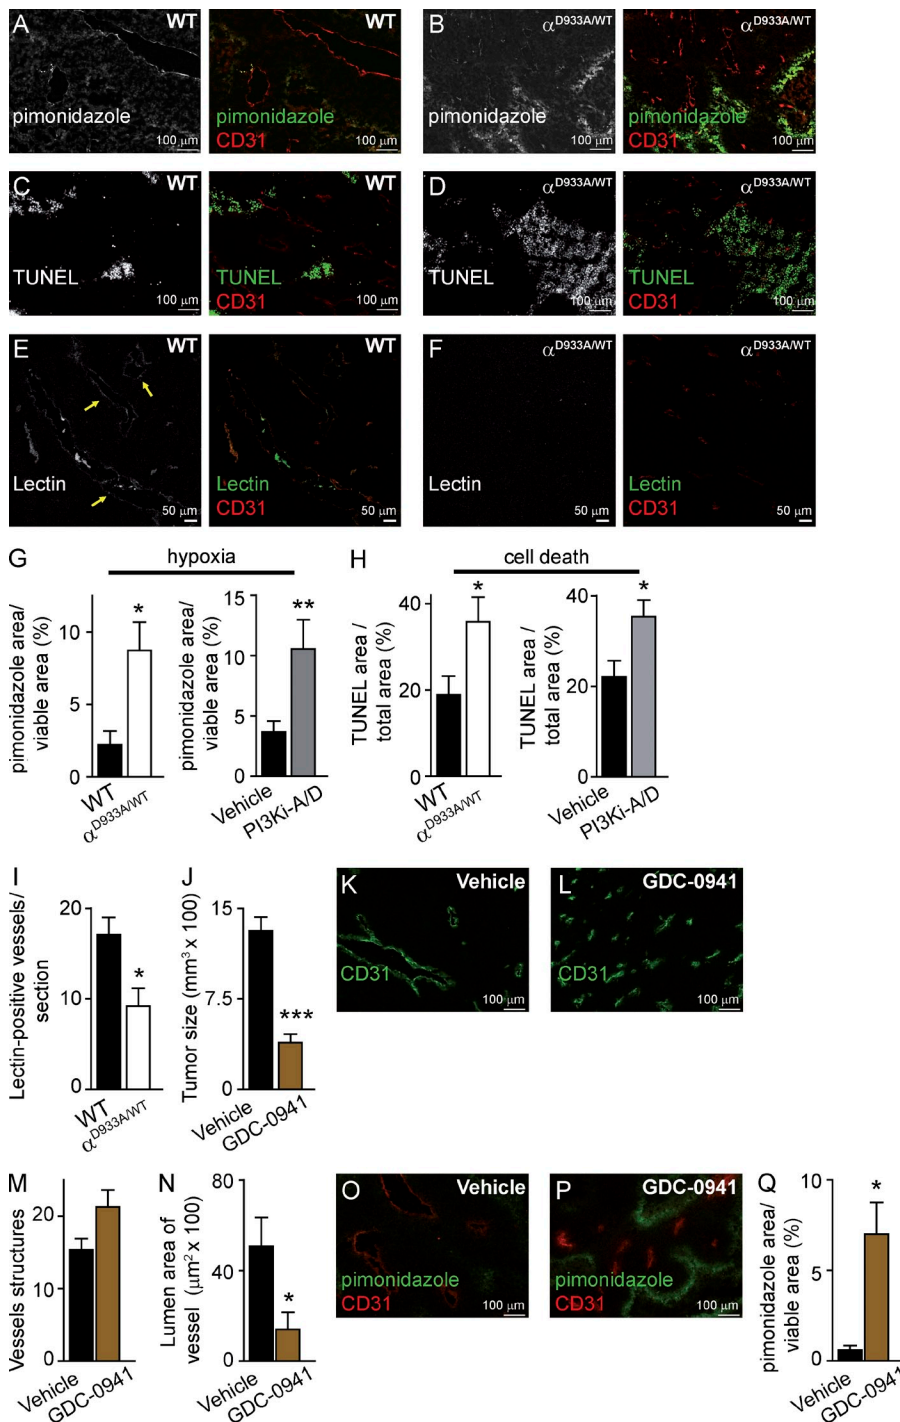 A
WT
pimonidazole
100 μm
WT
pimonidazole
CD31
100 μm
B
αD933A/WT
pimonidazole
100 μm
αD933A/WT
pimonidazole
CD31
100 μm
C
WT
TUNEL
100 μm
WT
TUNEL
CD31
100 μm
D
αD933A/WT
TUNEL
100 μm
αD933A/WT
TUNEL
CD31
100 μm
E
WT
Lectin
50 μm
WT
Lectin
CD31
50 μm
F
αD933A/WT
Lectin
50 μm
αD933A/WT
Lectin
CD31
50 μm
G
hypoxia
pimonidazole area/
viable area (%)
10
5
0
*
WT
αD933A/WT
pimonidazole area/
viable area (%)
15
10
5
0
**
Vehicle
PI3Ki-A/D
H
cell death
TUNEL area /
total area (%)
40
20
0
*
WT
αD933A/WT
TUNEL area /
total area (%)
40
20
0
*
Vehicle
PI3Ki-A/D
I
Lectin-positive vessels/
section
20
10
0
*
WT
αD933A/WT
J
Tumor size (mm³ x 100)
15
7.5
0
***
Vehicle
GDC-0941
K
Vehicle
CD31
100 μm
L
GDC-0941
CD31
100 μm
M
Vessels structures
20
10
0
Vehicle
GDC-0941
N
Lumen area of
vessel (μm² x 100)
80
40
0
*
Vehicle
GDC-0941
O
Vehicle
pimonidazole
CD31
100 μm
P
GDC-0941
pimonidazole
CD31
100 μm
Q
pimonidazole area/
viable area (%)
10
5
0
*
Vehicle
GDC-0941